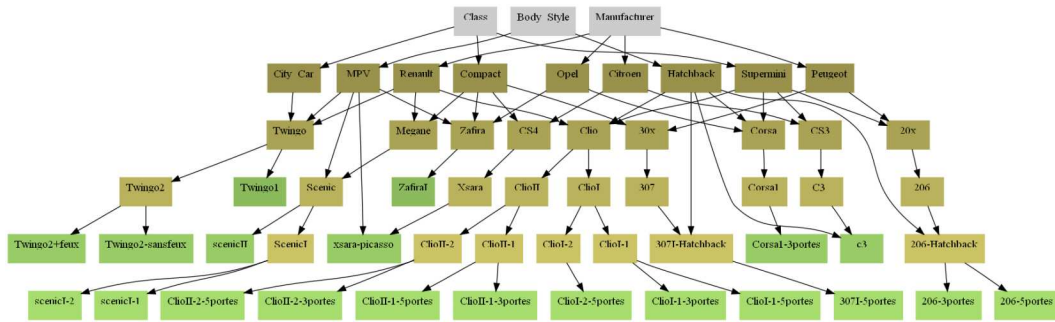 Class Body Style Manufacturer
City Car MPV Renault Compact Opel Citroen Hatchback Supermini Peugeot
Twingo Megane Zafira CS4 Clio 30x Corsa CS3 20x
Twingo2 Twingo1 Scenic ZafiraI Xsara ClioII ClioI 307 Corsa1 C3 206
Twingo2+feux Twingo2-sansfeux scenicII ScenicI xsara-picasso ClioII-2 ClioII-1 ClioI-2 ClioI-1 307I-Hatchback Corsa1-3portes c3 206-Hatchback
scenicI-2 scenicI-1 ClioII-2-5portes ClioII-2-3portes ClioII-1-5portes ClioII-1-3portes ClioI-2-5portes ClioI-1-3portes ClioI-1-5portes 307I-5portes 206-3portes 206-5portes